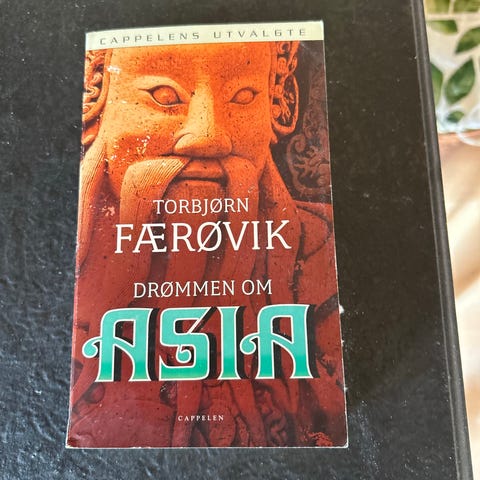 CAPPELENS UTVALGTE
TORBJØRN
FÆRØVIK
DRØMMEN OM
ASIA
CAPPELEN